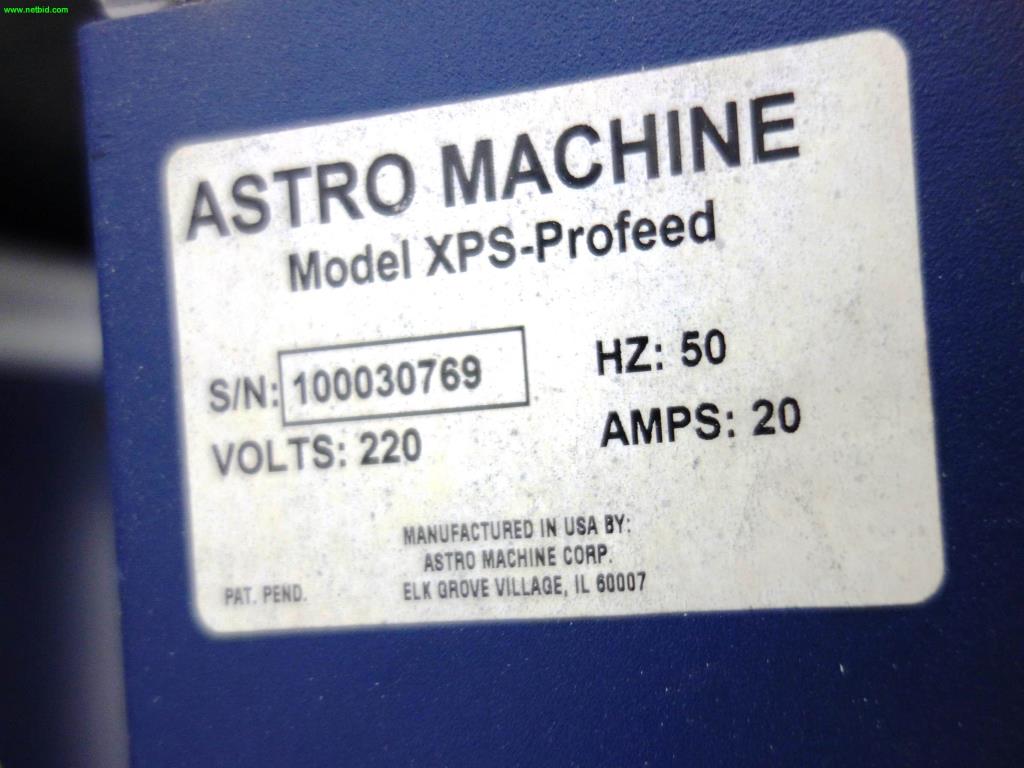 www.netbid.com
ASTRO MACHINE
Model XPS-Profeed
S/N: 100030769
HZ: 50
VOLTS: 220
AMPS: 20
MANUFACTURED IN USA BY:
ASTRO MACHINE CORP.
ELK GROVE VILLAGE, IL 60007
PAT. PEND.